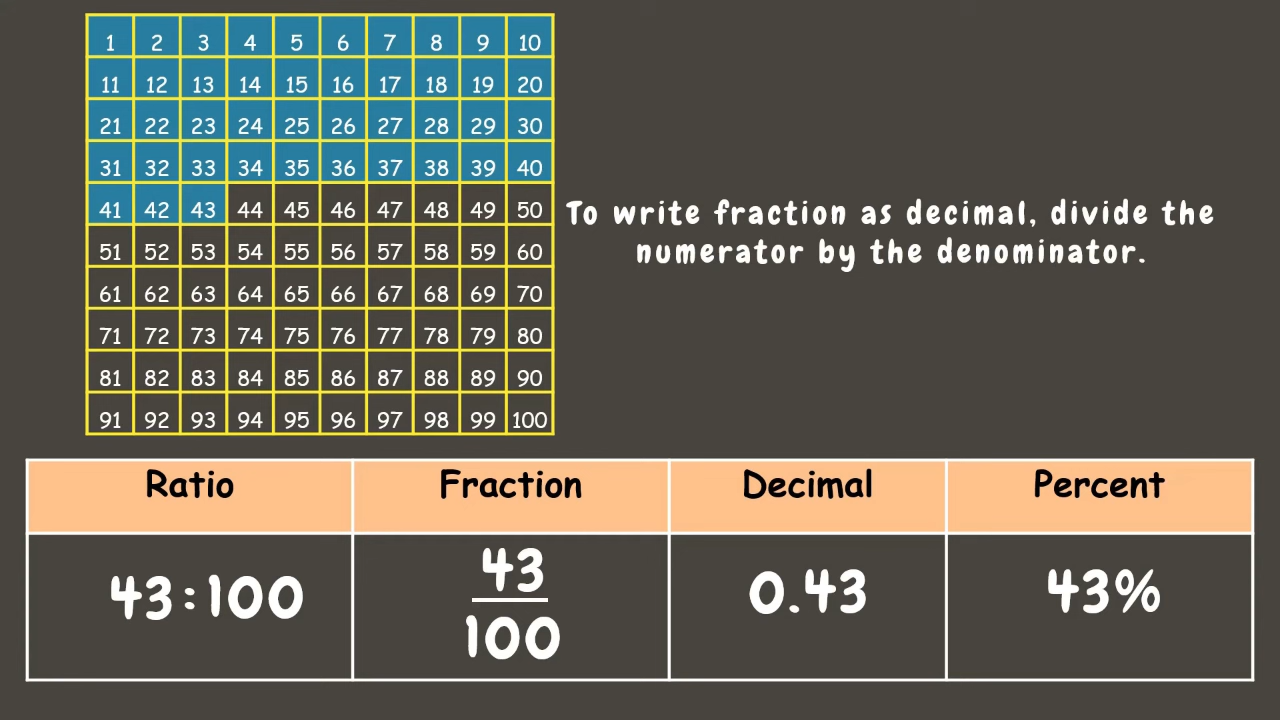 1 2 3 4 5 6 7 8 9 10
11 12 13 14 15 16 17 18 19 20
21 22 23 24 25 26 27 28 29 30
31 32 33 34 35 36 37 38 39 40
41 42 43 44 45 46 47 48 49 50
51 52 53 54 55 56 57 58 59 60
61 62 63 64 65 66 67 68 69 70
71 72 73 74 75 76 77 78 79 80
81 82 83 84 85 86 87 88 89 90
91 92 93 94 95 96 97 98 99 100
To write fraction as decimal, divide the
numerator by the denominator.
Ratio Fraction Decimal Percent
43:100 43/100 0.43 43%